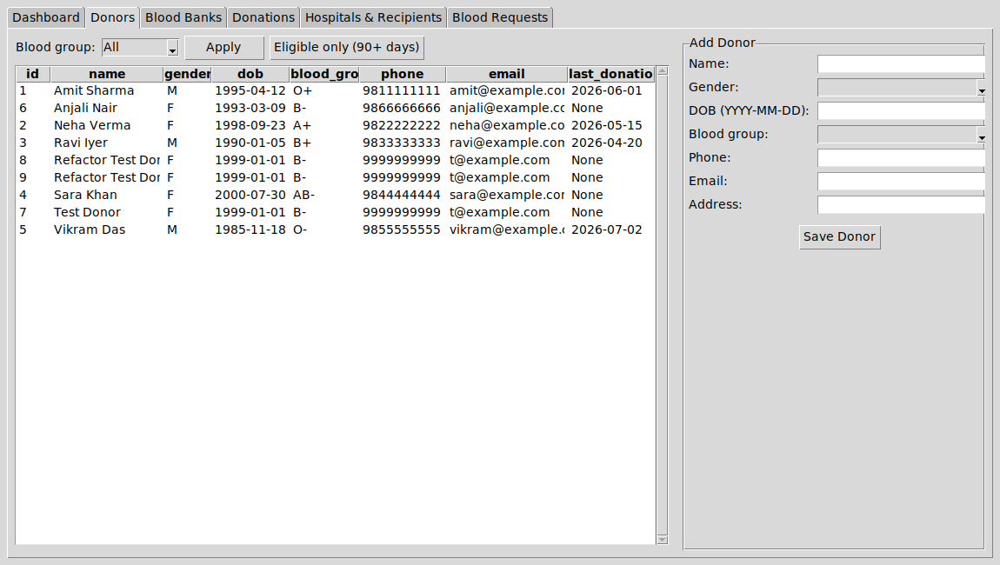 Dashboard Donors Blood Banks Donations Hospitals & Recipients Blood Requests
Blood group: All Apply Eligible only (90+ days)
id name gender dob blood_gro phone email last_donatio
1 Amit Sharma M 1995-04-12 O+ 9811111111 amit@example.cor 2026-06-01
6 Anjali Nair F 1993-03-09 B- 9866666666 anjali@example.cc None
2 Neha Verma F 1998-09-23 A+ 9822222222 neha@example.co 2026-05-15
3 Ravi Iyer M 1990-01-05 B+ 9833333333 ravi@example.com 2026-04-20
8 Refactor Test Dor F 1999-01-01 B- 9999999999 t@example.com None
9 Refactor Test Dor F 1999-01-01 B- 9999999999 t@example.com None
4 Sara Khan F 2000-07-30 AB- 9844444444 sara@example.cor None
7 Test Donor F 1999-01-01 B- 9999999999 t@example.com None
5 Vikram Das M 1985-11-18 O- 9855555555 vikram@example.c 2026-07-02
Add Donor
Name:
Gender:
DOB (YYYY-MM-DD):
Blood group:
Phone:
Email:
Address:
Save Donor